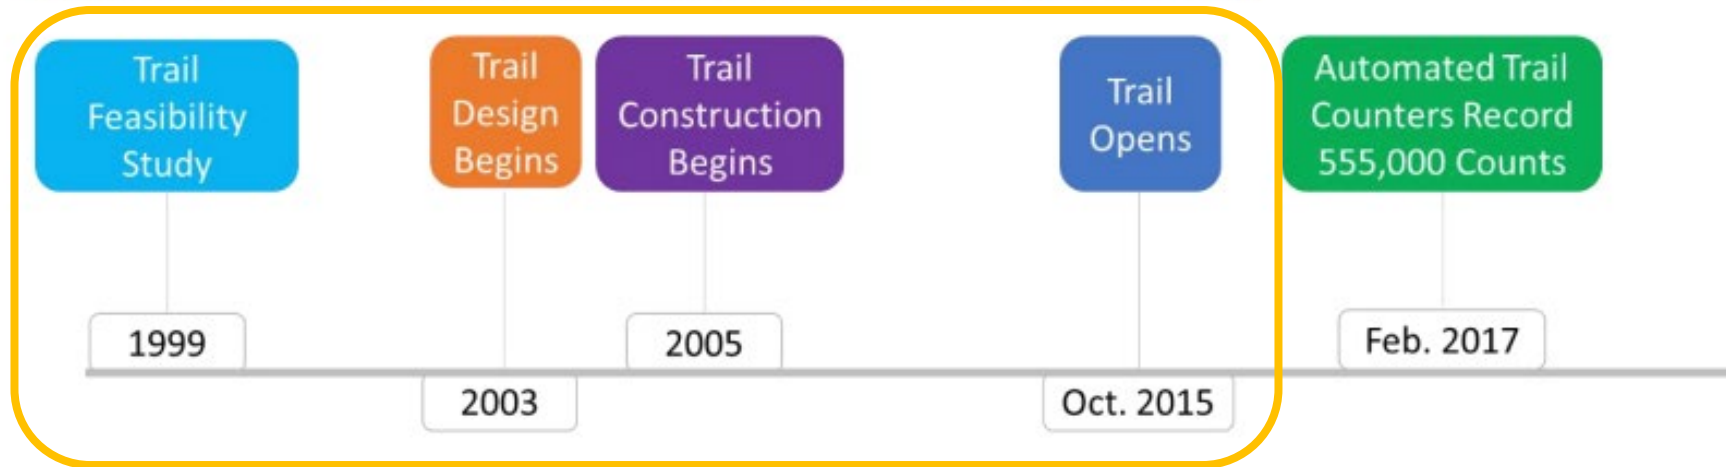 Trail
Feasibility
Study
Trail
Design
Begins
Trail
Construction
Begins
Trail
Opens
Automated Trail
Counters Record
555,000 Counts
1999
2003
2005
Oct. 2015
Feb. 2017